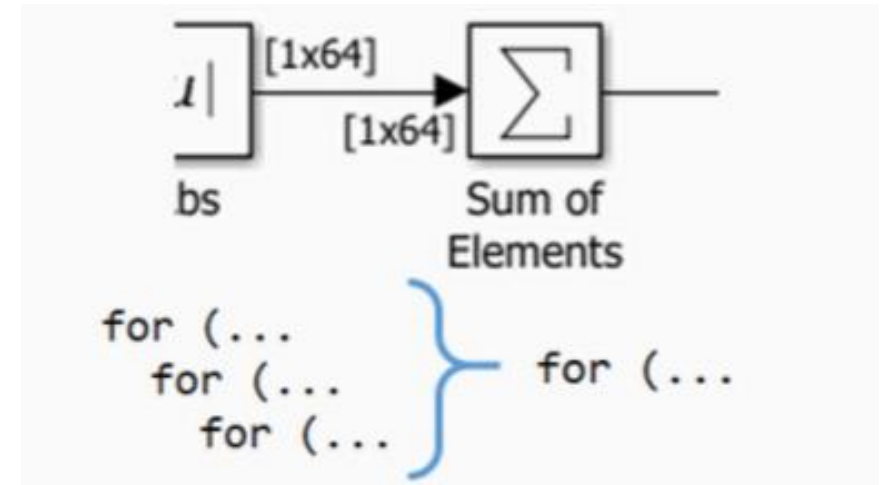 [1x64]
u|
[1x64]
bs
Sum of
Elements
for (...
for (...
for (...
for (...